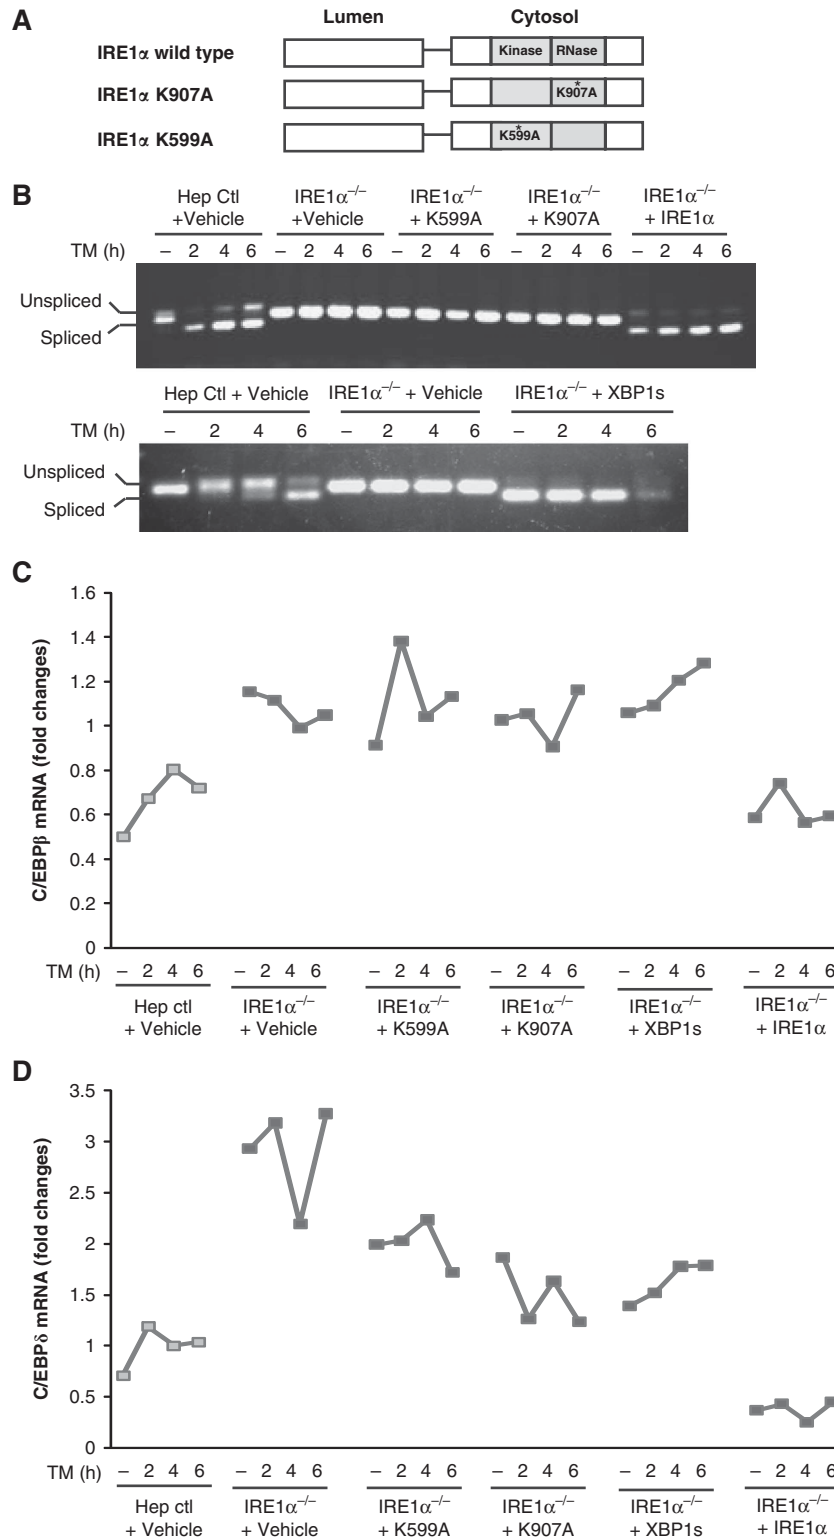 A
Lumen Cytosol
IRE1α wild type Kinase RNase
IRE1α K907A * K907A
IRE1α K599A * K599A
B
Hep Ctl +Vehicle IRE1α–/– +Vehicle IRE1α–/– + K599A IRE1α–/– + K907A IRE1α–/– + IRE1α
TM (h) – 2 4 6 – 2 4 6 – 2 4 6 – 2 4 6 – 2 4 6
Unspliced
Spliced
Hep Ctl + Vehicle IRE1α–/– + Vehicle IRE1α–/– + XBP1s
TM (h) – 2 4 6 – 2 4 6 – 2 4 6
Unspliced
Spliced
C
C/EBPβ mRNA (fold changes)
1.6
1.4
1.2
1
0.8
0.6
0.4
0.2
0
TM (h) – 2 4 6 – 2 4 6 – 2 4 6 – 2 4 6 – 2 4 6 – 2 4 6
Hep ctl + Vehicle IRE1α–/– + Vehicle IRE1α–/– + K599A IRE1α–/– + K907A IRE1α–/– + XBP1s IRE1α–/– + IRE1α
D
C/EBPδ mRNA (fold changes)
3.5
3
2.5
2
1.5
1
0.5
0
TM (h) – 2 4 6 – 2 4 6 – 2 4 6 – 2 4 6 – 2 4 6 – 2 4 6
Hep ctl + Vehicle IRE1α–/– + Vehicle IRE1α–/– + K599A IRE1α–/– + K907A IRE1α–/– + XBP1s IRE1α–/– + IRE1α